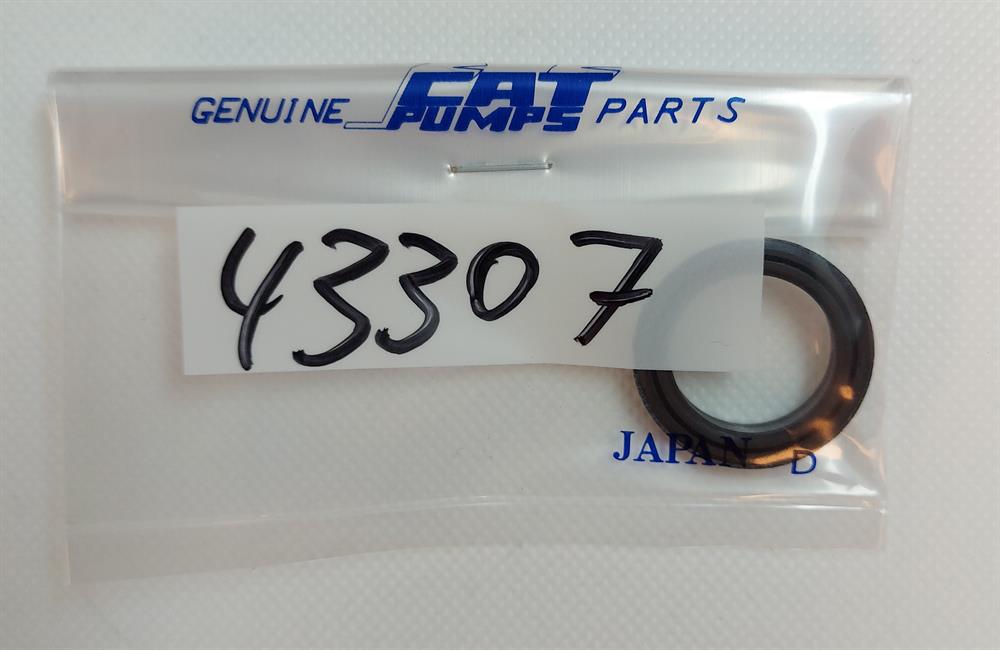 GENUINE CAT PUMPS PARTS
43307
JAPAN D